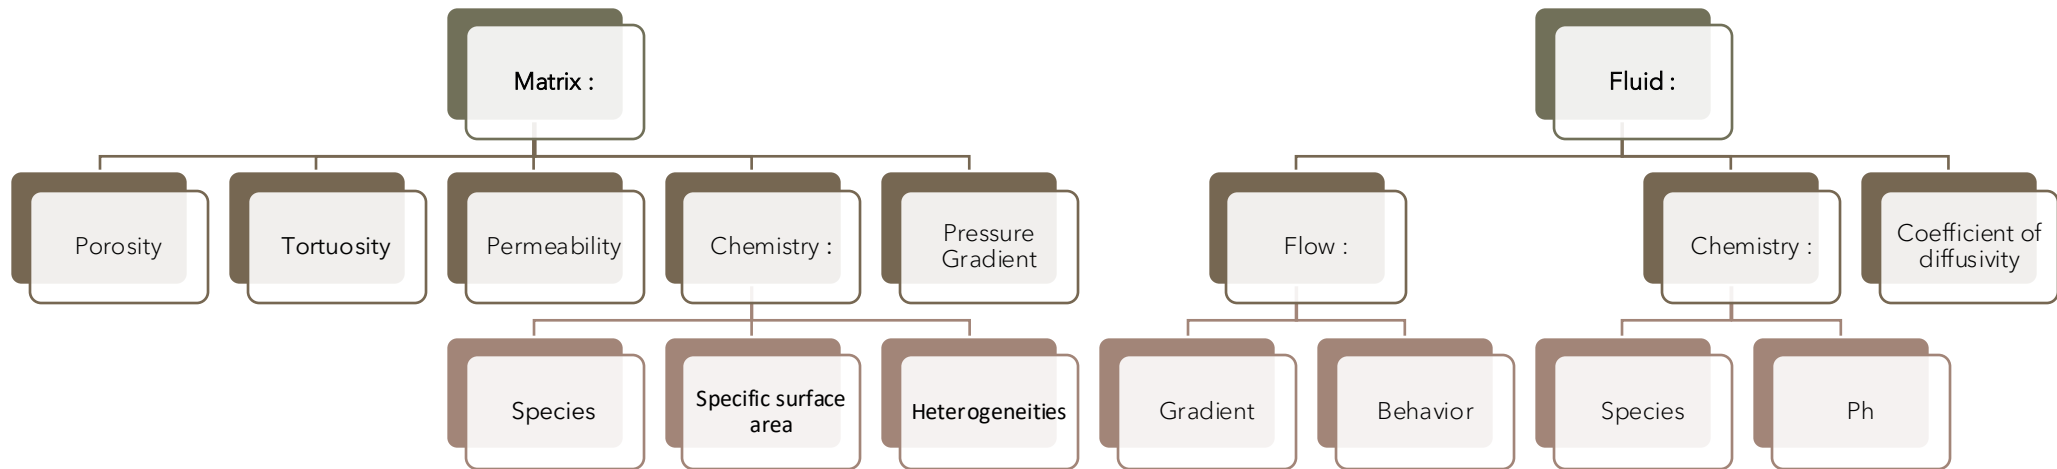 Matrix :
Fluid :
Porosity
Tortuosity
Permeability
Chemistry :
Pressure
Gradient
Flow :
Chemistry :
Coefficient of
diffusivity
Species
Specific surface
area
Heterogeneities
Gradient
Behavior
Species
Ph